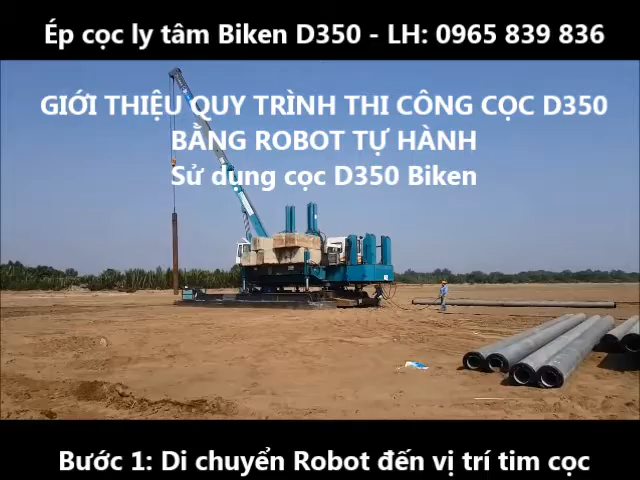 Ép cọc ly tâm Biken D350 - LH: 0965 839 836
GIỚI THIỆU QUY TRÌNH THI CÔNG CỌC D350
BẰNG ROBOT TỰ HÀNH
Sử dụng cọc D350 Biken
Bước 1: Di chuyển Robot đến vị trí tim cọc